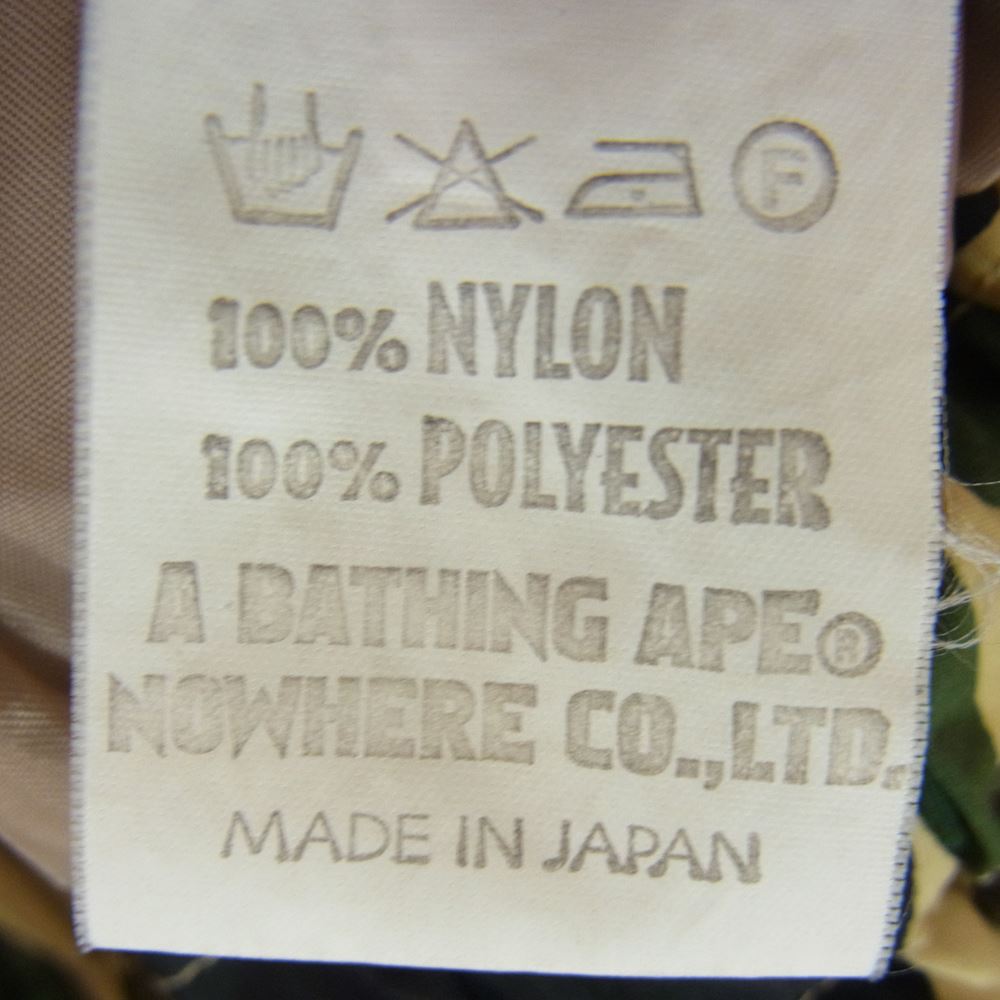 F
100% NYLON
100% POLYESTER
A BATHING APE®
NOWHERE CO.,LTD.
MADE IN JAPAN